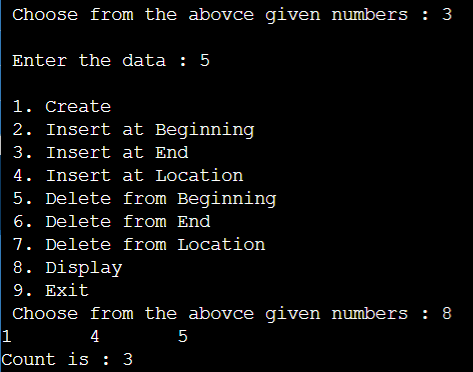 Choose from the abovce given numbers : 3
Enter the data : 5
1. Create
2. Insert at Beginning
3. Insert at End
4. Insert at Location
5. Delete from Beginning
6. Delete from End
7. Delete from Location
8. Display
9. Exit
Choose from the abovce given numbers : 8
1 4 5
Count is : 3